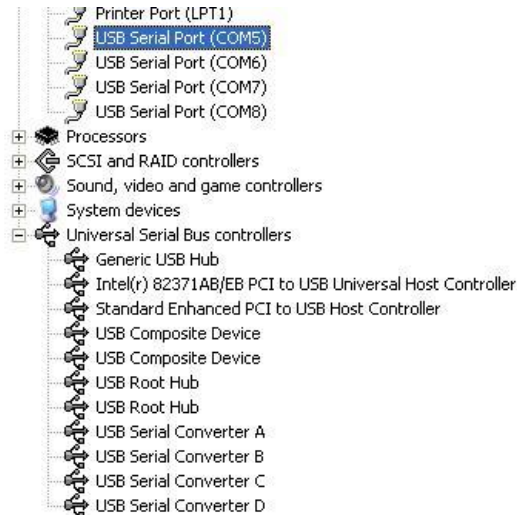 Printer Port (LPT1)
USB Serial Port (COM5)
USB Serial Port (COM6)
USB Serial Port (COM7)
USB Serial Port (COM8)
Processors
SCSI and RAID controllers
Sound, video and game controllers
System devices
Universal Serial Bus controllers
Generic USB Hub
Intel(r) 82371AB/EB PCI to USB Universal Host Controller
Standard Enhanced PCI to USB Host Controller
USB Composite Device
USB Composite Device
USB Root Hub
USB Root Hub
USB Serial Converter A
USB Serial Converter B
USB Serial Converter C
USB Serial Converter D